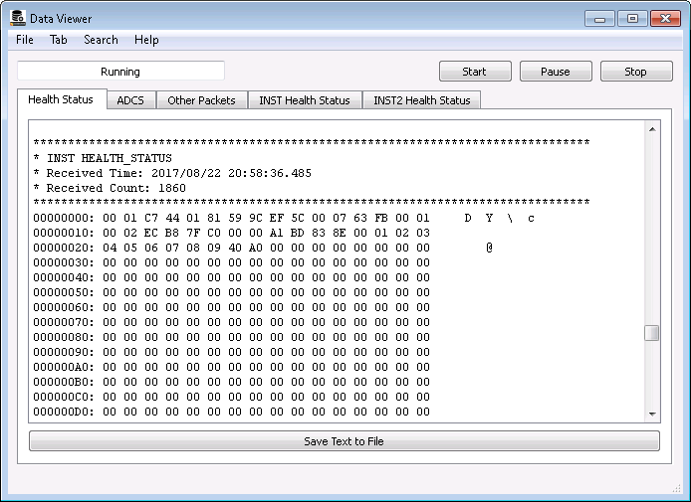 Data Viewer
File Tab Search Help
Running Start Pause Stop
Health Status ADCS Other Packets INST Health Status INST2 Health Status
********************************************************************************
* INST HEALTH_STATUS
* Received Time: 2017/08/22 20:58:36.485
* Received Count: 1860
********************************************************************************
00000000: 00 01 C7 44 01 81 59 9C EF 5C 00 07 63 FB 00 01    D  Y  \  c
00000010: 00 02 EC B8 7F C0 00 00 A1 BD 83 8E 00 01 02 03
00000020: 04 05 06 07 08 09 40 A0 00 00 00 00 00 00 00 00       @
00000030: 00 00 00 00 00 00 00 00 00 00 00 00 00 00 00 00
00000040: 00 00 00 00 00 00 00 00 00 00 00 00 00 00 00 00
00000050: 00 00 00 00 00 00 00 00 00 00 00 00 00 00 00 00
00000060: 00 00 00 00 00 00 00 00 00 00 00 00 00 00 00 00
00000070: 00 00 00 00 00 00 00 00 00 00 00 00 00 00 00 00
00000080: 00 00 00 00 00 00 00 00 00 00 00 00 00 00 00 00
00000090: 00 00 00 00 00 00 00 00 00 00 00 00 00 00 00 00
000000A0: 00 00 00 00 00 00 00 00 00 00 00 00 00 00 00 00
000000B0: 00 00 00 00 00 00 00 00 00 00 00 00 00 00 00 00
000000C0: 00 00 00 00 00 00 00 00 00 00 00 00 00 00 00 00
000000D0: 00 00 00 00 00 00 00 00 00 00 00 00 00 00 00 00
Save Text to File